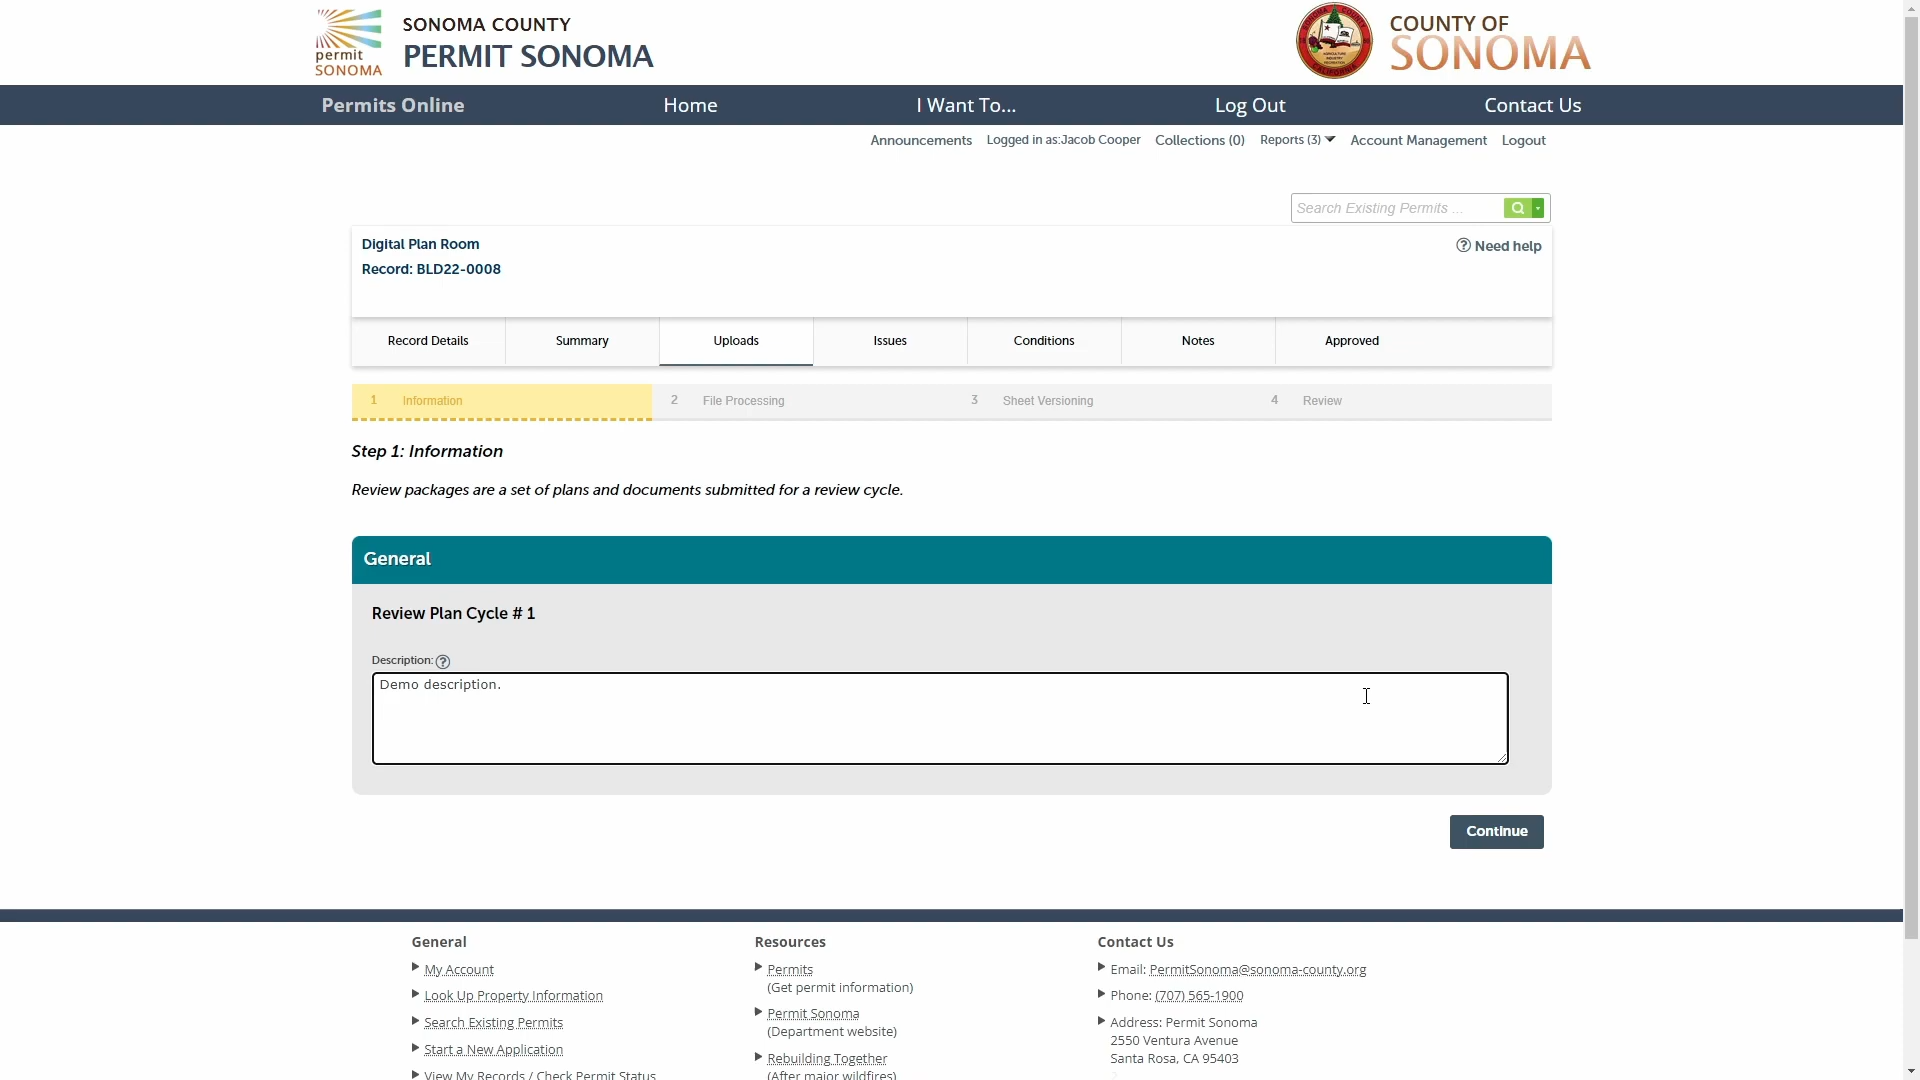 permit
SONOMA
SONOMA COUNTY
PERMIT SONOMA
COUNTY OF
SONOMA
Permits Online
Home
I Want To...
Log Out
Contact Us
Announcements
Logged in as:Jacob Cooper
Collections (0)
Reports (3)
Account Management
Logout
Search Existing Permits ...
Digital Plan Room
Need help
Record: BLD22-0008
Record Details
Summary
Uploads
Issues
Conditions
Notes
Approved
1 Information
2 File Processing
3 Sheet Versioning
4 Review
Step 1: Information
Review packages are a set of plans and documents submitted for a review cycle.
General
Review Plan Cycle # 1
Description:
Demo description.
Continue
General
My Account
Look Up Property Information
Search Existing Permits
Start a New Application
View My Records / Check Permit Status
Resources
Permits
(Get permit information)
Permit Sonoma
(Department website)
Rebuilding Together
(After major wildfires)
Contact Us
Email: PermitSonoma@sonoma-county.org
Phone: (707) 565-1900
Address: Permit Sonoma
2550 Ventura Avenue
Santa Rosa, CA 95403